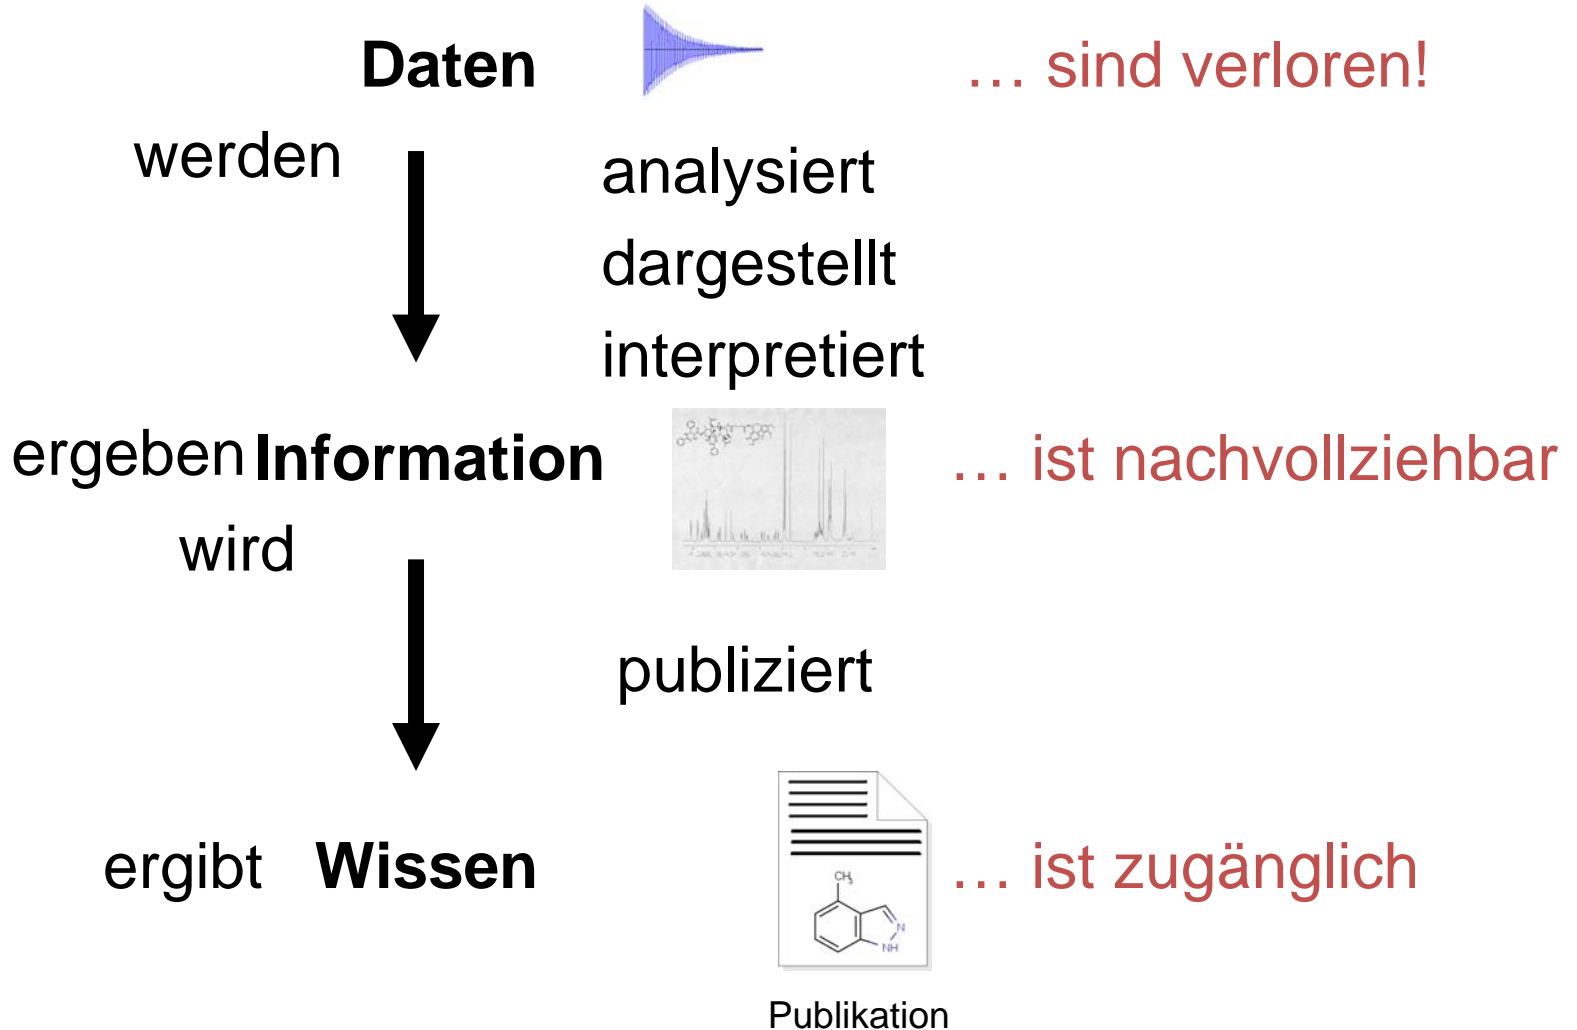 Daten … sind verloren!
werden analysiert
dargestellt
interpretiert
ergeben Information … ist nachvollziehbar
wird
publiziert
ergibt Wissen … ist zugänglich
CH3
N
NH
Publikation